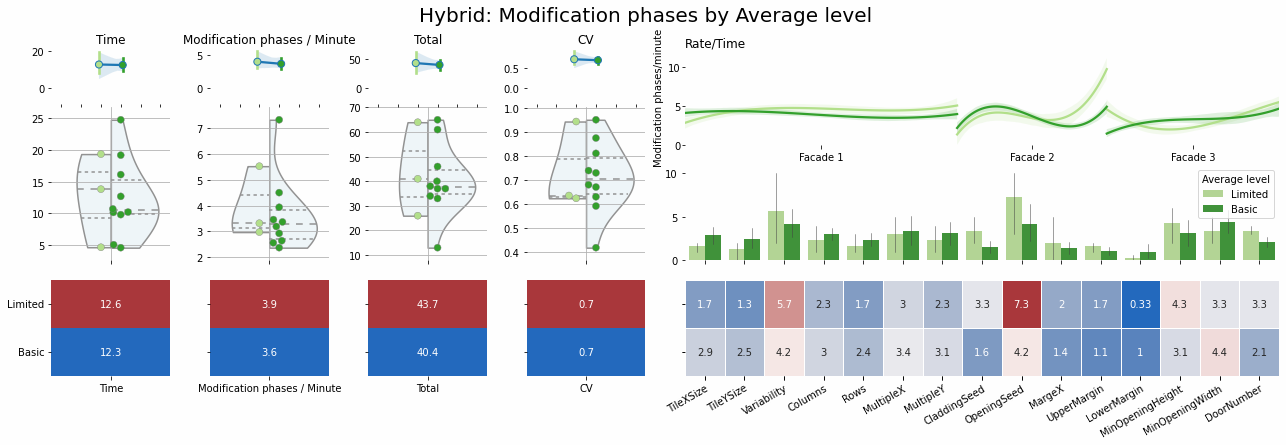 Hybrid: Modification phases by Average level
Time
Modification phases / Minute
Total
CV
Rate/Time
20
0
5
0
50
0
0.5
0.0
Modification phases/minute
10
5
0
Facade 1
Facade 2
Facade 3
25
20
15
10
5
7
6
5
4
3
2
70
60
50
40
30
20
10
1.0
0.9
0.8
0.7
0.6
0.5
0.4
10
5
0
Average level
Limited
Basic
Limited
12.6
3.9
43.7
0.7
1.7 1.3 5.7 2.3 1.7 3 2.3 3.3 7.3 2 1.7 0.33 4.3 3.3 3.3
Basic
12.3
3.6
40.4
0.7
2.9 2.5 4.2 3 2.4 3.4 3.1 1.6 4.2 1.4 1.1 1 3.1 4.4 2.1
Time
Modification phases / Minute
Total
CV
TileXSize
TileYSize
Variability
Columns
Rows
MultipleX
MultipleY
CladdingSeed
OpeningSeed
MargeX
UpperMargin
LowerMargin
MinOpeningHeight
MinOpeningWidth
DoorNumber